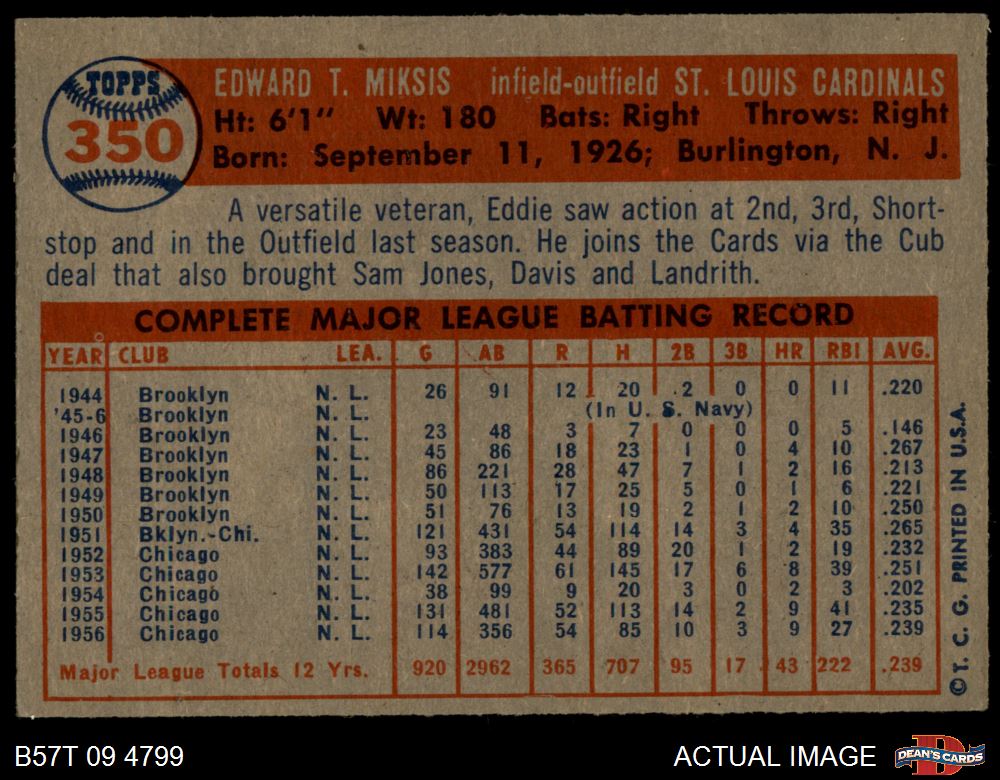 TOPPS
350
EDWARD T. MIKSIS infield-outfield ST. LOUIS CARDINALS
Ht: 6'1" Wt: 180 Bats: Right Throws: Right
Born: September 11, 1926; Burlington, N. J.
A versatile veteran, Eddie saw action at 2nd, 3rd, Short-
stop and in the Outfield last season. He joins the Cards via the Cub
deal that also brought Sam Jones, Davis and Landrith.
COMPLETE MAJOR LEAGUE BATTING RECORD
YEAR CLUB LEA. G AB R H 2B 3B HR RBI AVG.
1944 Brooklyn N. L. 26 91 12 20 2 0 0 11 .220
'45-6 Brooklyn N. L. (In U. S. Navy)
1946 Brooklyn N. L. 23 48 3 7 0 0 0 5 .146
1947 Brooklyn N. L. 45 86 18 23 1 0 4 10 .267
1948 Brooklyn N. L. 86 221 28 47 7 1 2 16 .213
1949 Brooklyn N. L. 50 113 17 25 5 0 1 6 .221
1950 Brooklyn N. L. 51 76 13 19 2 1 2 10 .250
1951 Bklyn.-Chi. N. L. 121 431 54 114 14 3 4 35 .265
1952 Chicago N. L. 93 383 44 89 20 1 2 19 .232
1953 Chicago N. L. 142 577 61 145 17 6 8 39 .251
1954 Chicago N. L. 38 99 9 20 3 0 2 3 .202
1955 Chicago N. L. 131 481 52 113 14 2 9 41 .235
1956 Chicago N. L. 114 356 54 85 10 3 9 27 .239
Major League Totals 12 Yrs. 920 2962 365 707 95 17 43 222 .239
© T. C. G. PRINTED IN U.S.A.
B57T 09 4799
ACTUAL IMAGE
DEAN'S CARDS